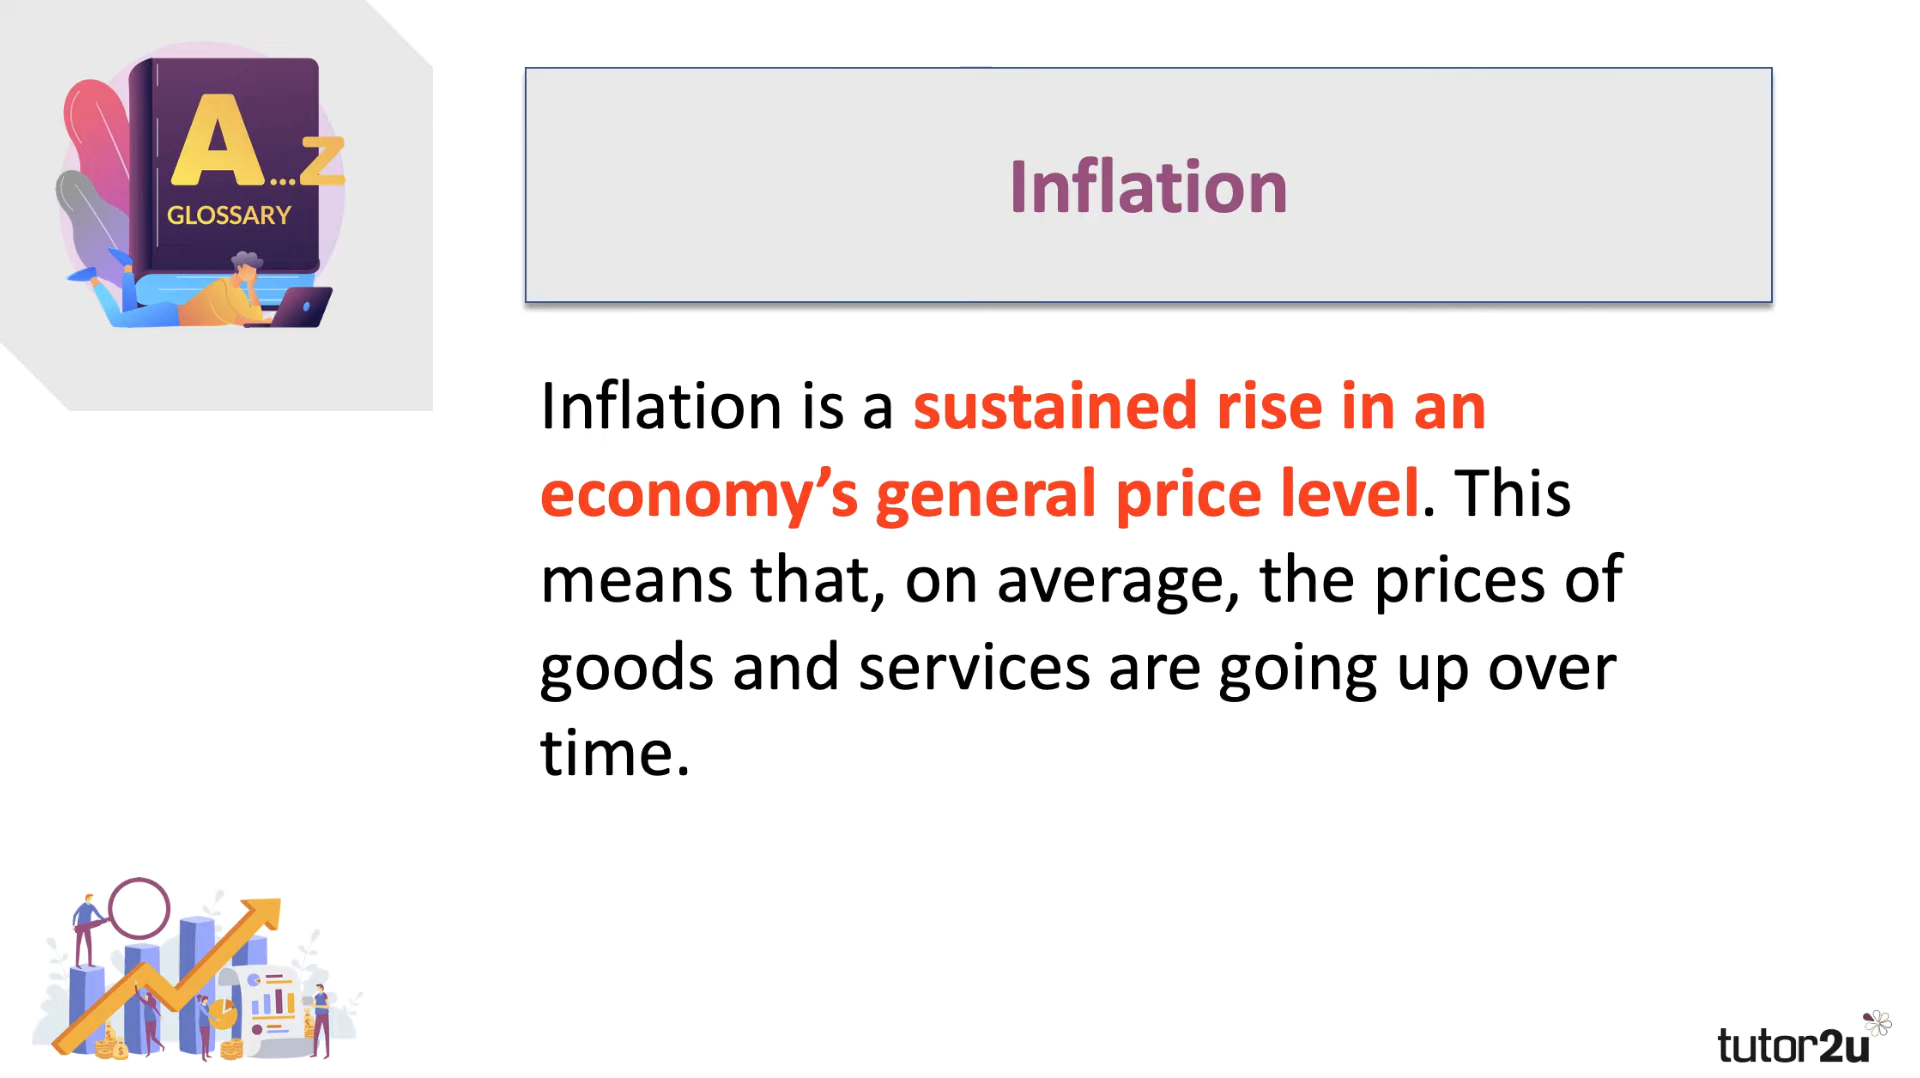 A...z
GLOSSARY
Inflation
Inflation is a sustained rise in an
economy’s general price level. This
means that, on average, the prices of
goods and services are going up over
time.
$
tutor2u